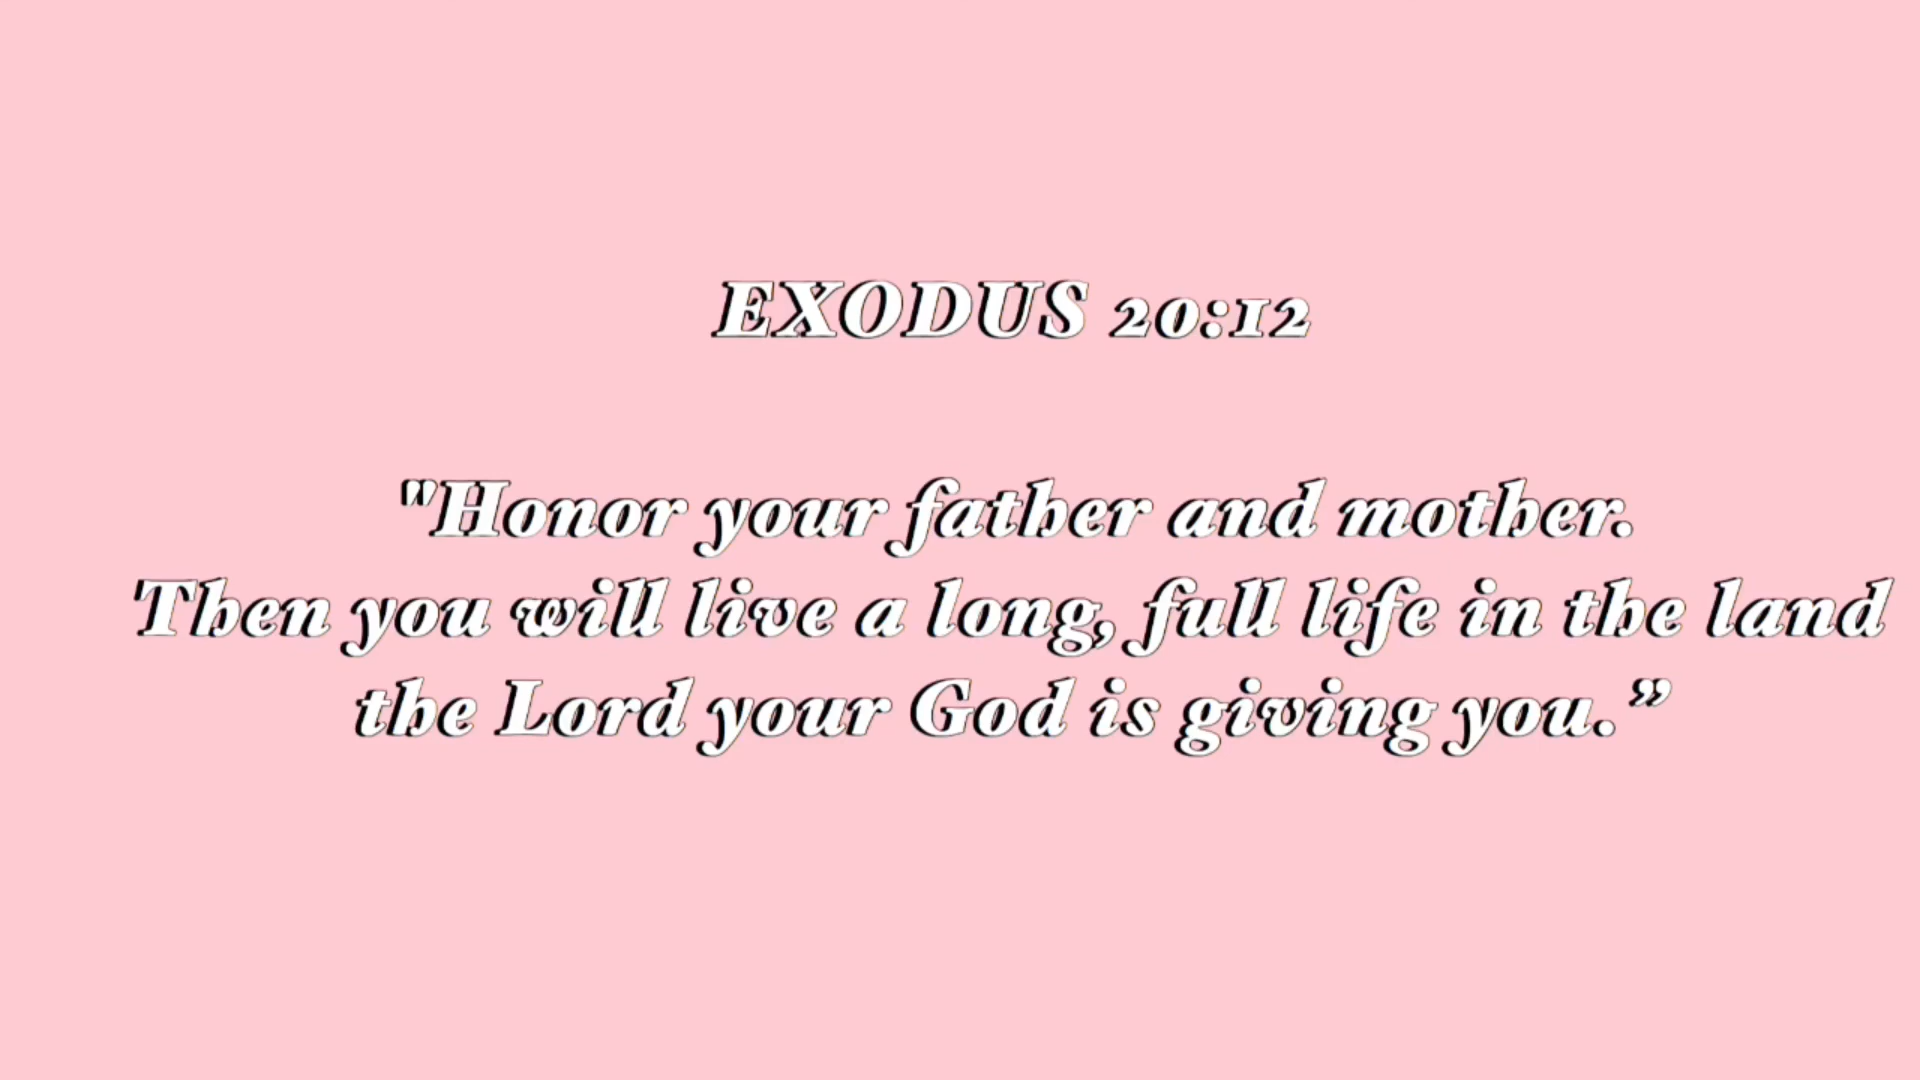 EXODUS 20:12
"Honor your father and mother.
Then you will live a long, full life in the land
the Lord your God is giving you.”